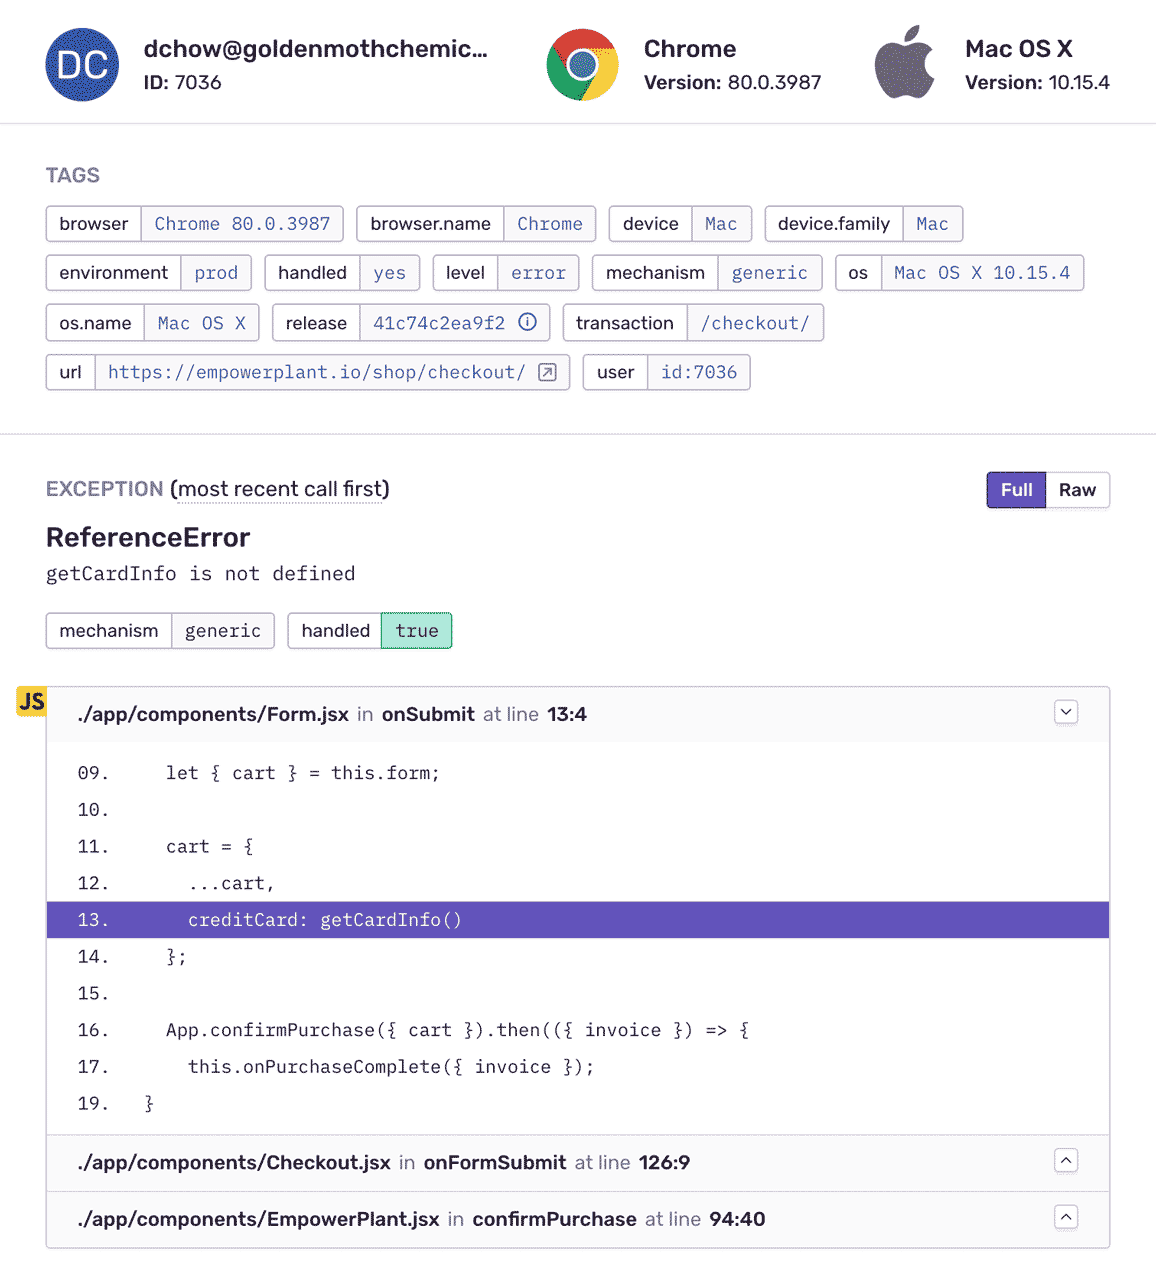 DC dchow@goldenmothchemic... Chrome Mac OS X
ID: 7036 Version: 80.0.3987 Version: 10.15.4
TAGS
browser Chrome 80.0.3987 browser.name Chrome device Mac device.family Mac
environment prod handled yes level error mechanism generic os Mac OS X 10.15.4
os.name Mac OS X release 41c74c2ea9f2 transaction /checkout/
url https://empowerplant.io/shop/checkout/ user id:7036
EXCEPTION (most recent call first) Full Raw
ReferenceError
getCardInfo is not defined
mechanism generic handled true
JS ./app/components/Form.jsx in onSubmit at line 13:4
09. let { cart } = this.form;
10.
11. cart = {
12. ...cart,
13. creditCard: getCardInfo()
14. };
15.
16. App.confirmPurchase({ cart }).then(({ invoice }) => {
17. this.onPurchaseComplete({ invoice });
19. }
./app/components/Checkout.jsx in onFormSubmit at line 126:9
./app/components/EmpowerPlant.jsx in confirmPurchase at line 94:40